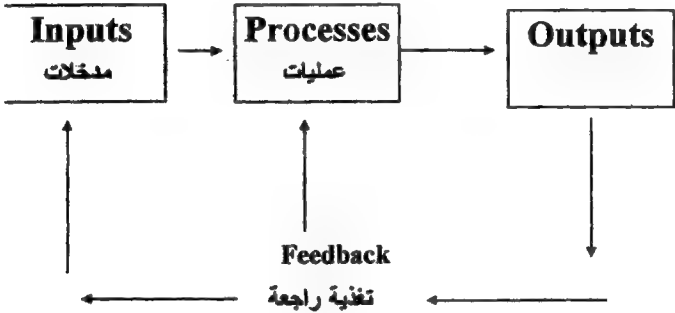 Inputs
مدخلات
Processes
عمليات
Outputs
Feedback
تغذية راجعة